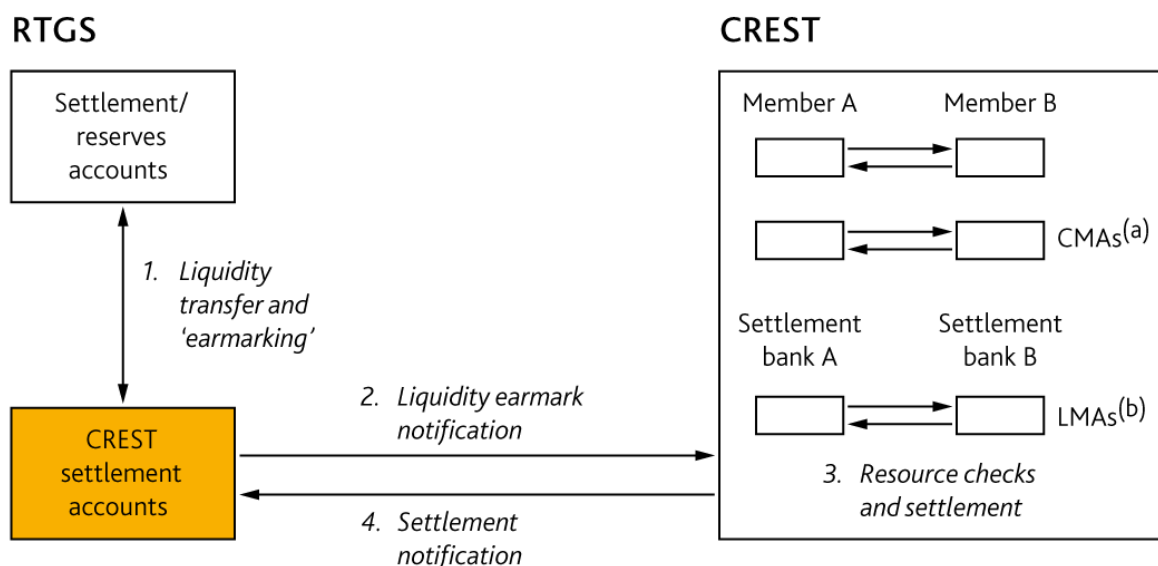 RTGS
Settlement/
reserves
accounts
1. Liquidity
transfer and
‘earmarking’
CREST
settlement
accounts
2. Liquidity earmark
notification
4. Settlement
notification
CREST
Member A
Member B
CMAs(a)
Settlement
bank A
Settlement
bank B
LMAs(b)
3. Resource checks
and settlement